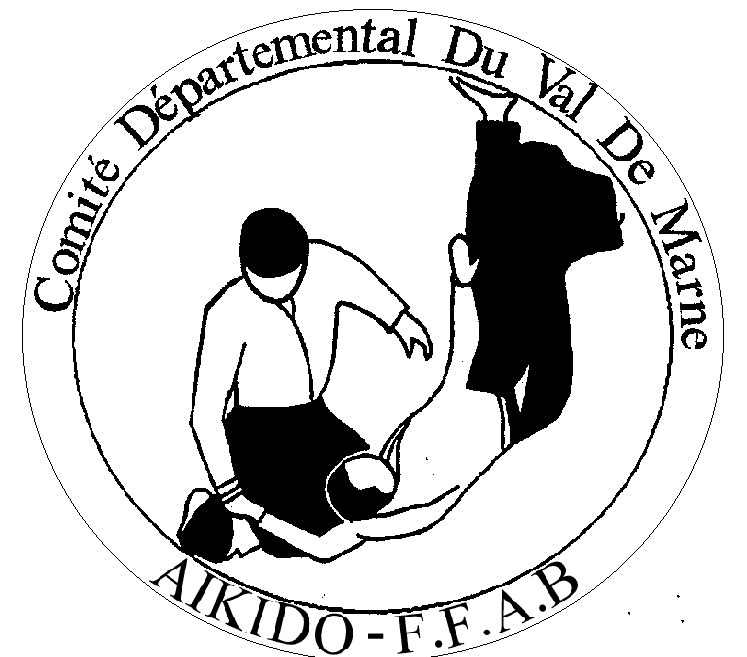 Comité Départemental Du Val De Marne
AIKIDO - F.F.A.B